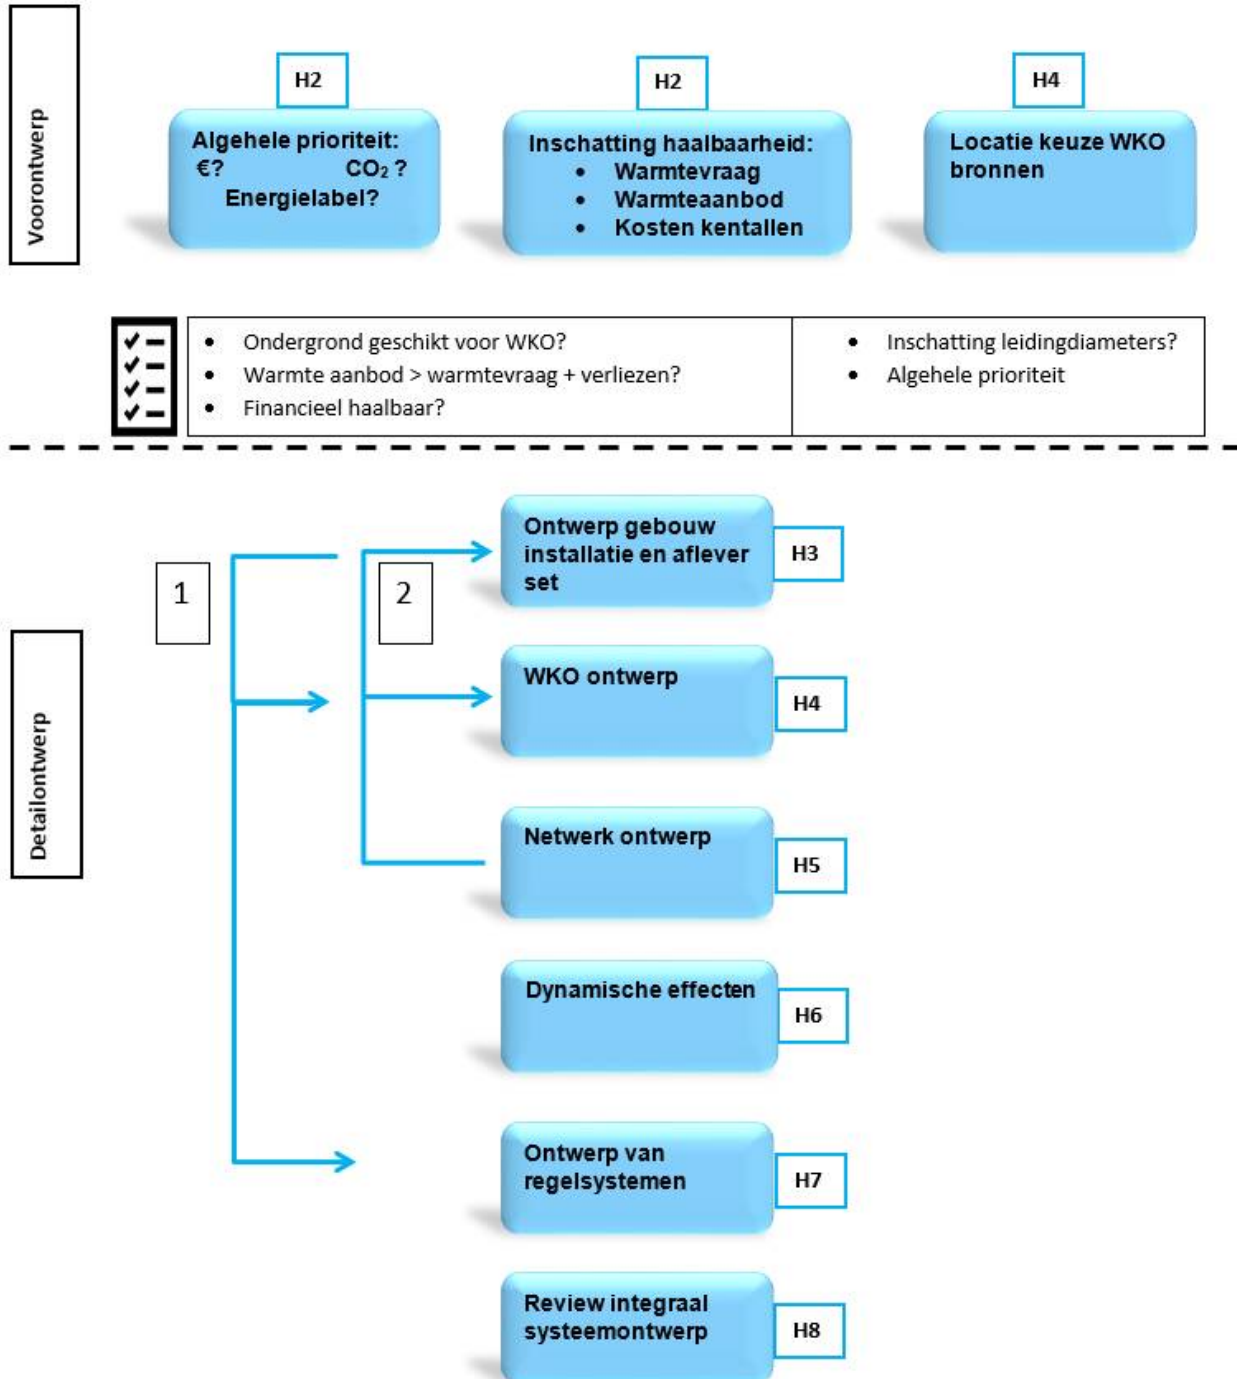 Voorontwerp
H2
Algehele prioriteit:
€? CO₂ ?
Energielabel?
H2
Inschatting haalbaarheid:
• Warmtevraag
• Warmteaanbod
• Kosten kentallen
H4
Locatie keuze WKO
bronnen
• Ondergrond geschikt voor WKO?
• Warmte aanbod > warmtevraag + verliezen?
• Financieel haalbaar?
• Inschatting leidingdiameters?
• Algehele prioriteit
Detailontwerp
1
2
Ontwerp gebouw
installatie en aflever
set
H3
WKO ontwerp
H4
Netwerk ontwerp
H5
Dynamische effecten
H6
Ontwerp van
regelsystemen
H7
Review integraal
systeemontwerp
H8